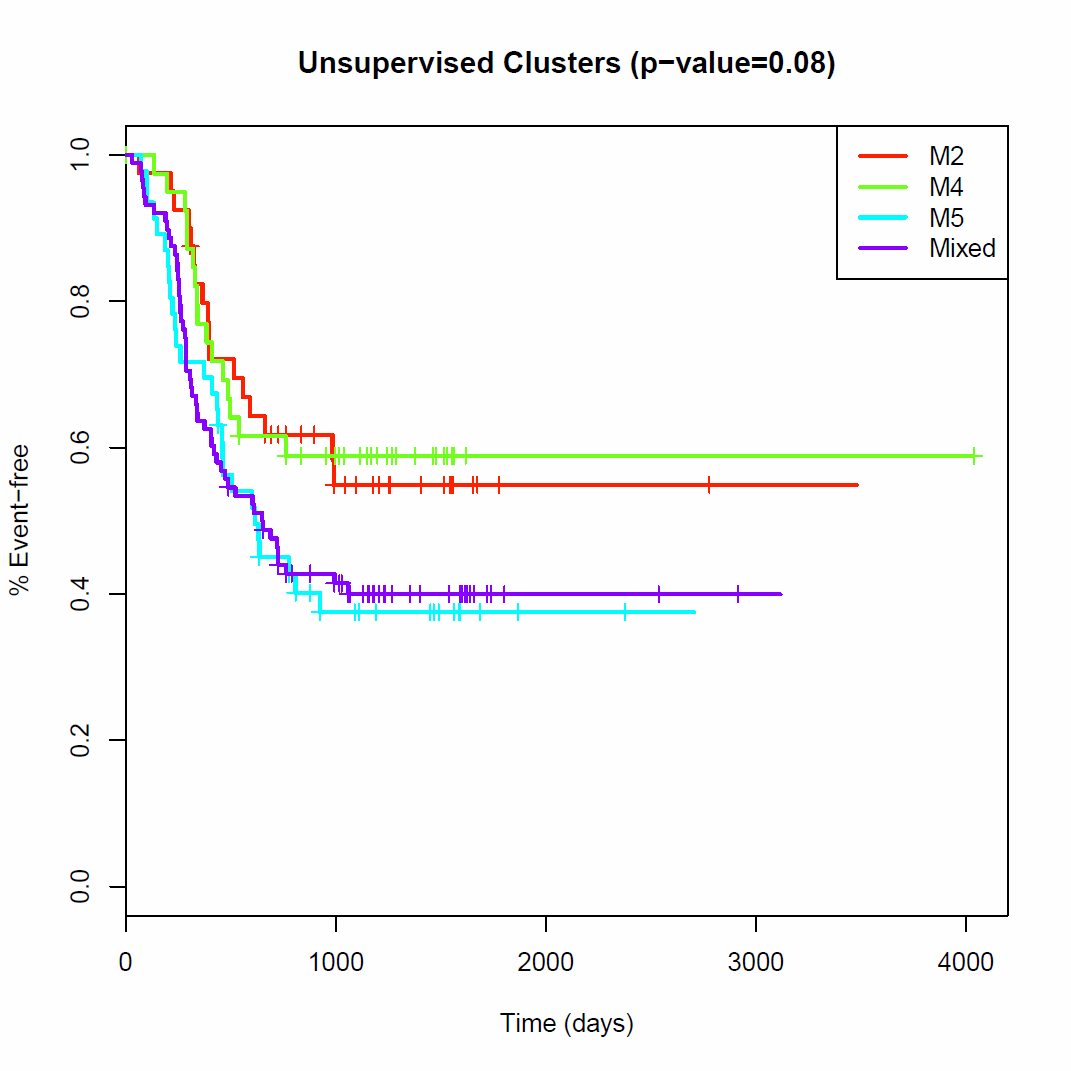 Unsupervised Clusters (p−value=0.08)
M2
M4
M5
Mixed
% Event−free
1.0
0.8
0.6
0.4
0.2
0.0
0 1000 2000 3000 4000
Time (days)